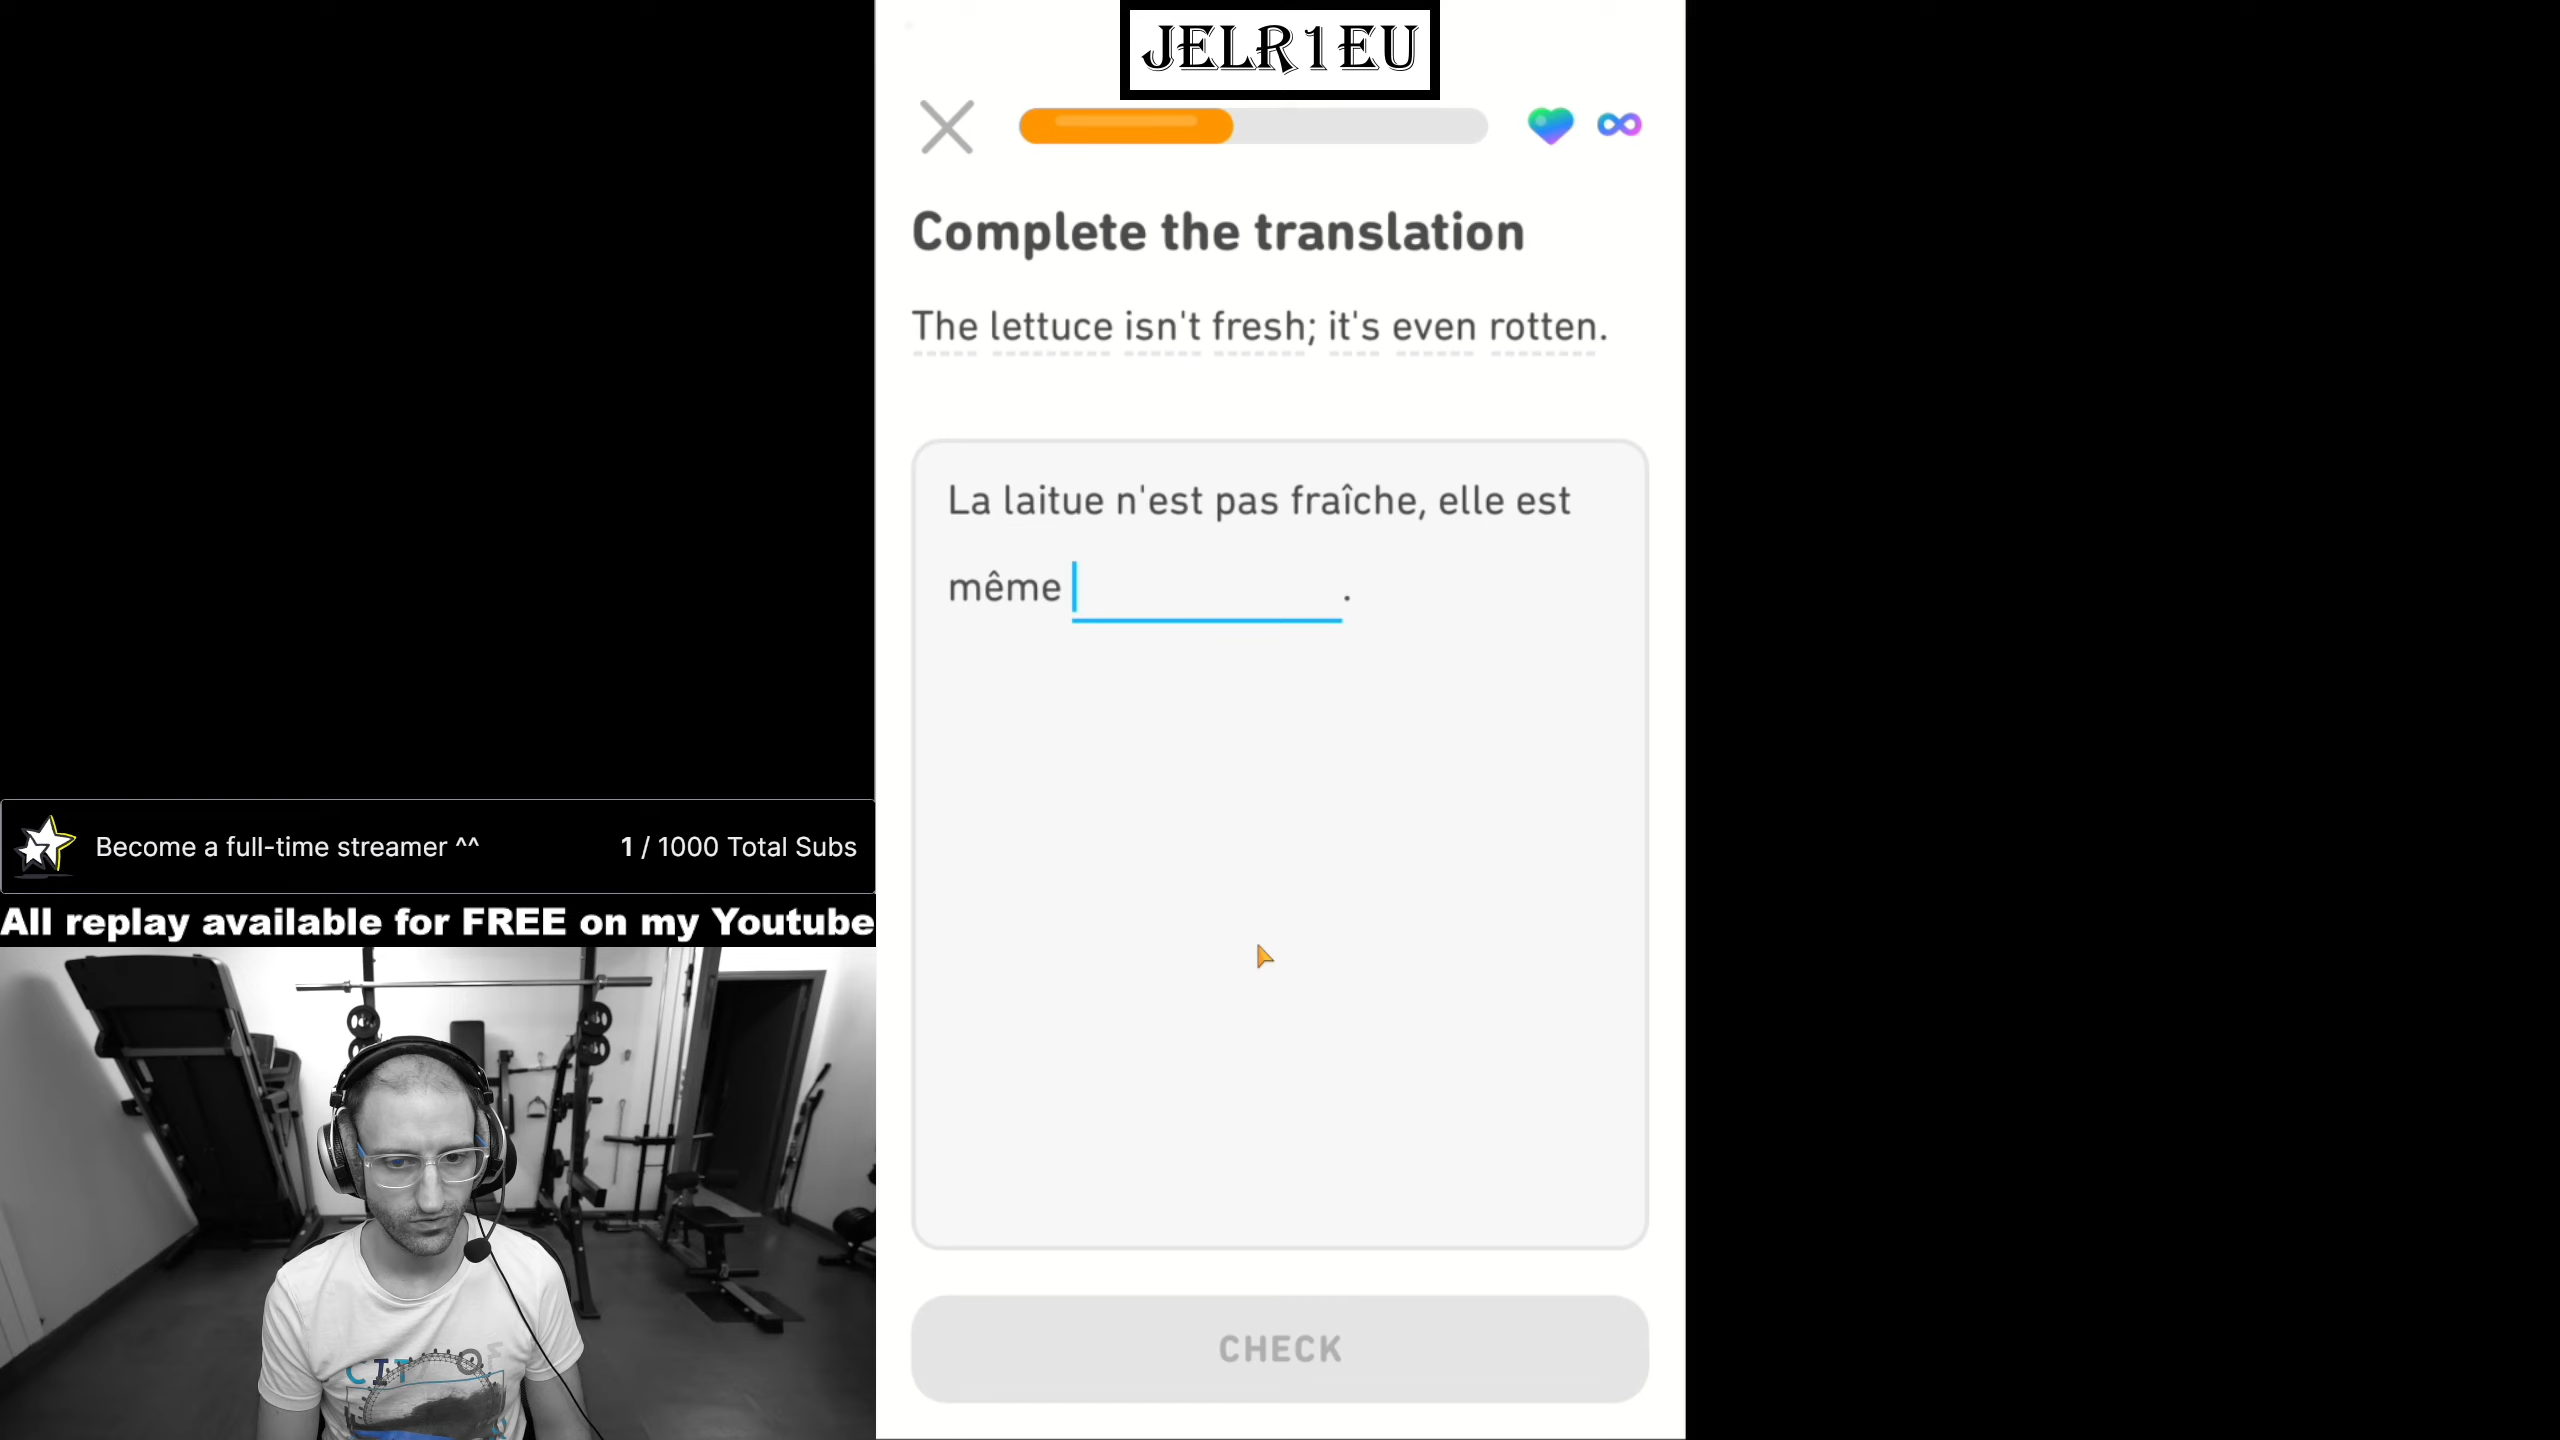 JELR1EU
Complete the translation
The lettuce isn't fresh; it's even rotten.
La laitue n'est pas fraîche, elle est
même .
CHECK
Become a full-time streamer ^^ 1 / 1000 Total Subs
All replay available for FREE on my Youtube